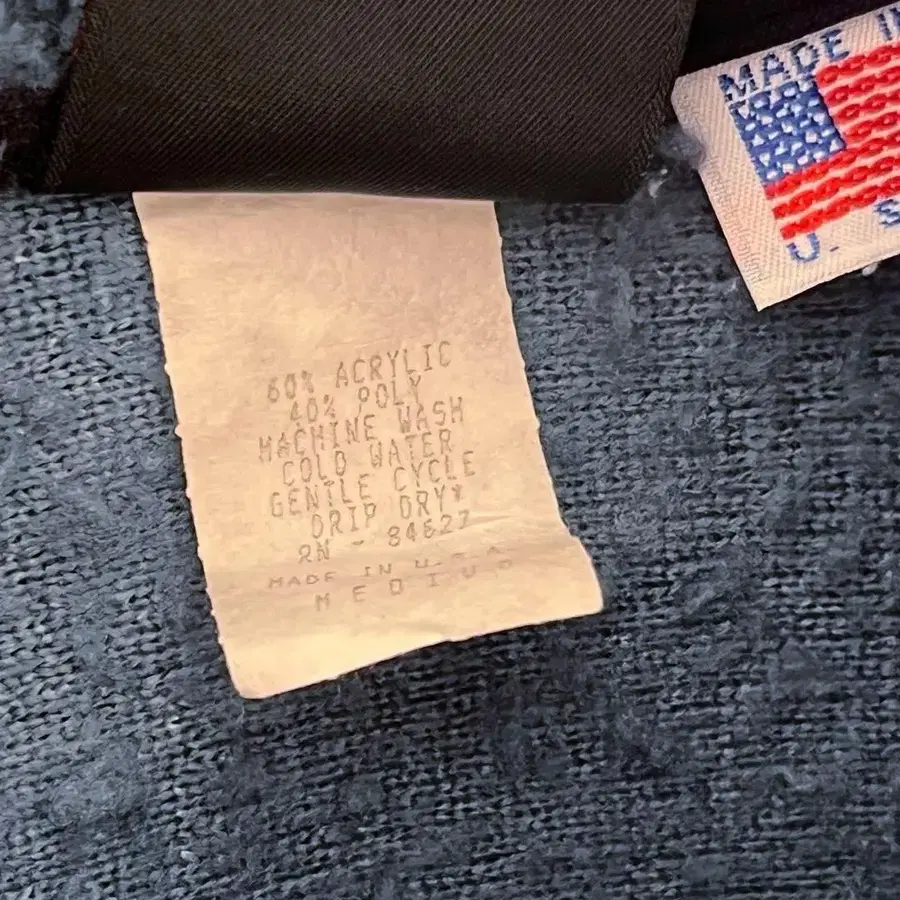 60% ACRYLIC
40% POLY
MACHINE WASH
COLD WATER
GENTLE CYCLE
DRIP DRY*
RN - 84627
MADE IN U.S.A
MEDIUM
MADE I
U. S